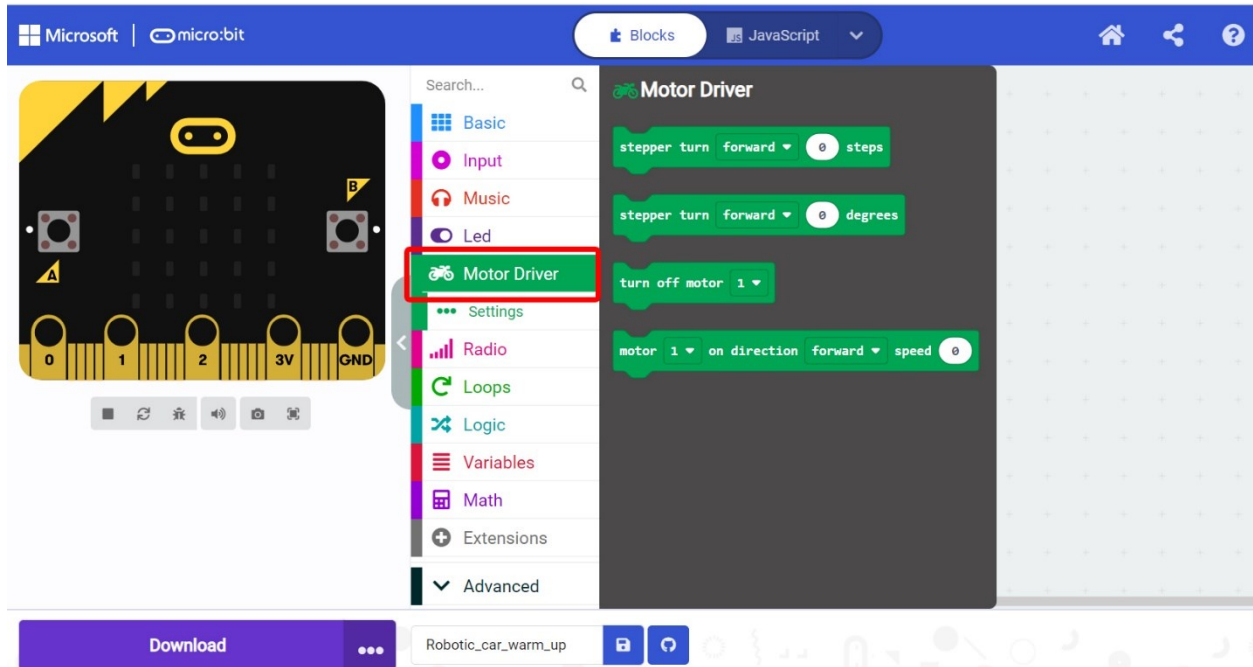 Microsoft micro:bit Blocks JS JavaScript ?
Search...
Basic
Input
Music
Led
Motor Driver
Settings
Radio
Loops
Logic
Variables
Math
Extensions
Advanced
Motor Driver
stepper turn forward 0 steps
stepper turn forward 0 degrees
turn off motor 1
motor 1 on direction forward speed 0
B
A
0 1 2 3V GND
Download ••• Robotic_car_warm_up